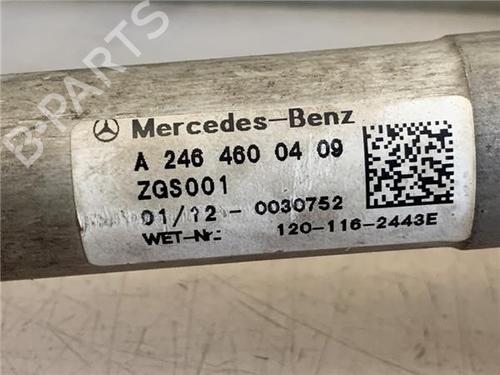 B-PARTS
Mercedes-Benz
A 246 460 04 09
ZGS001
01/12 - 0030752
WET-Nr.: 120-116-2443E